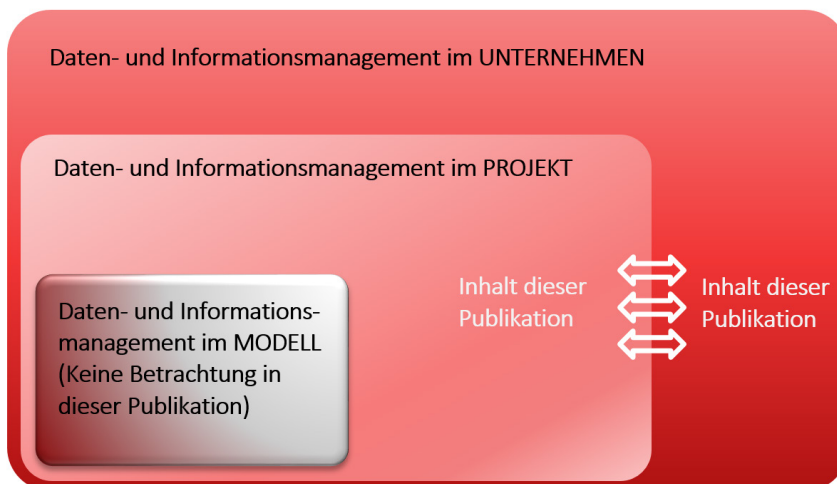 Daten- und Informationsmanagement im UNTERNEHMEN
Daten- und Informationsmanagement im PROJEKT
Daten- und Informations-
management im MODELL
(Keine Betrachtung in
dieser Publikation)
Inhalt dieser
Publikation
Inhalt dieser
Publikation